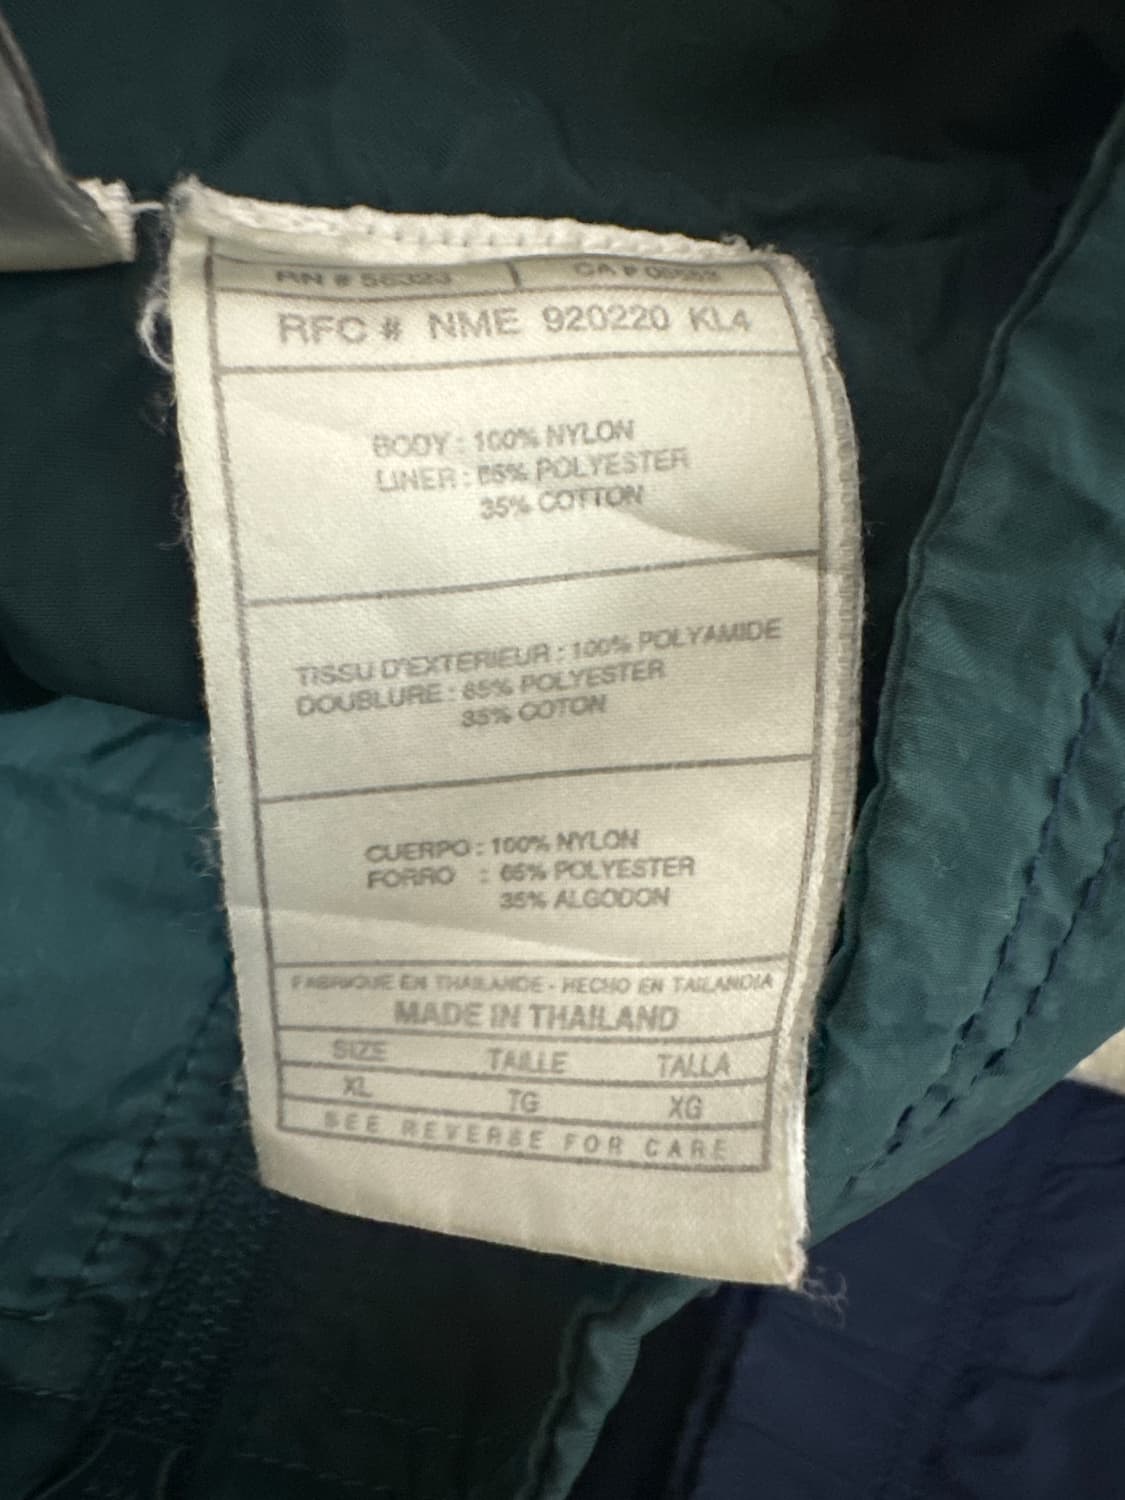 RN # 56323 | CA # 05553
RFC # NME 920220 KL4
BODY : 100% NYLON
LINER : 65% POLYESTER
35% COTTON
TISSU D'EXTERIEUR : 100% POLYAMIDE
DOUBLURE : 65% POLYESTER
35% COTON
CUERPO : 100% NYLON
FORRO : 65% POLYESTER
35% ALGODON
FABRIQUE EN THAILANDE - HECHO EN TAILANDIA
MADE IN THAILAND
SIZE TAILLE TALLA
XL TG XG
SEE REVERSE FOR CARE